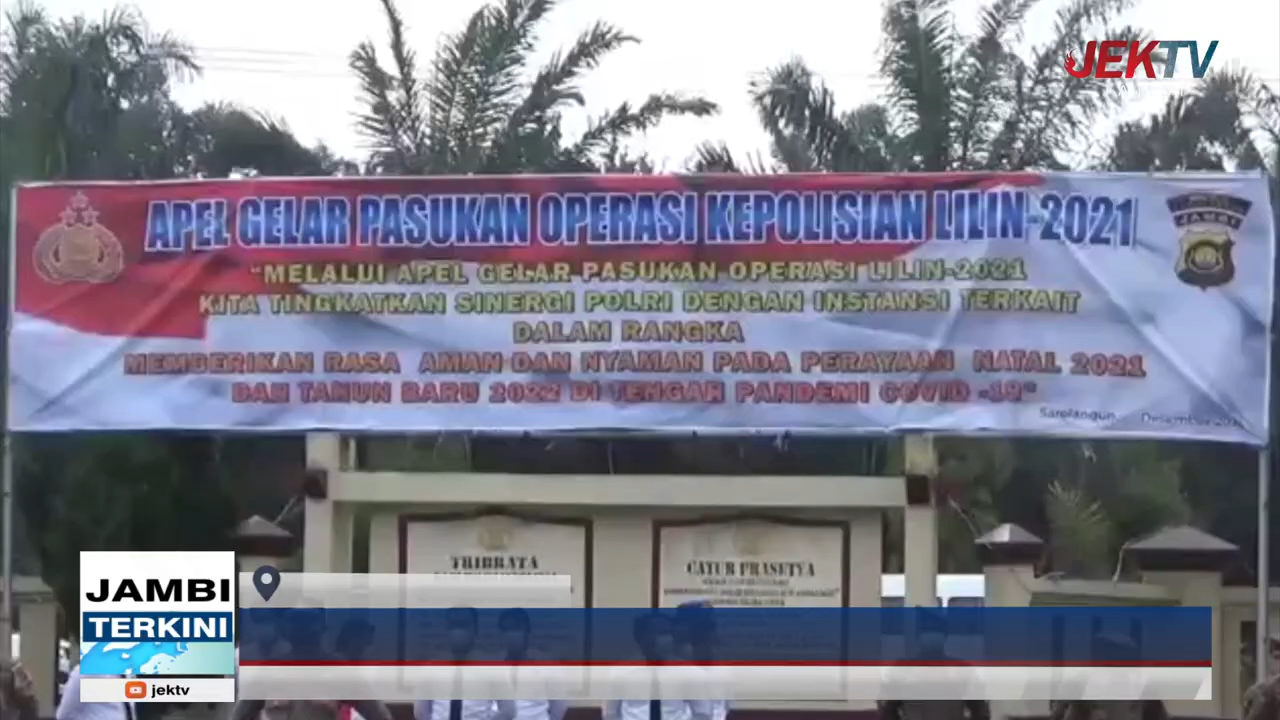 JEKTV
APEL GELAR PASUKAN OPERASI KEPOLISIAN LILIN-2021
JAMBI
"MELALUI APEL GELAR PASUKAN OPERASI LILIN-2021
KITA TINGKATKAN SINERGI POLRI DENGAN INSTANSI TERKAIT
DALAM RANGKA
MEMBERIKAN RASA AMAN DAN NYAMAN PADA PERAYAAN NATAL 2021
DAN TAHUN BARU 2022 DI TENGAH PANDEMI COVID -19"
Sarolangun, Desember
TRIBRATA
CATUR PRASETYA
JAMBI
TERKINI
jektv